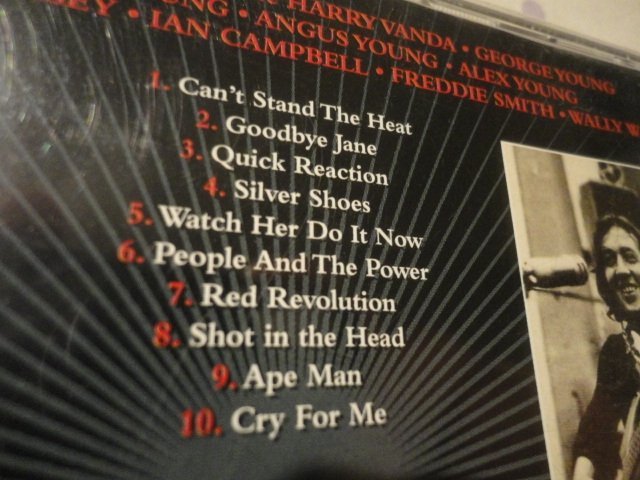 HARRY VANDA • GEORGE YOUNG
• ANGUS YOUNG • ALEX YOUNG
• IAN CAMPBELL • FREDDIE SMITH • WALLY
1. Can't Stand The Heat
2. Goodbye Jane
3. Quick Reaction
4. Silver Shoes
5. Watch Her Do It Now
6. People And The Power
7. Red Revolution
8. Shot in the Head
9. Ape Man
10. Cry For Me